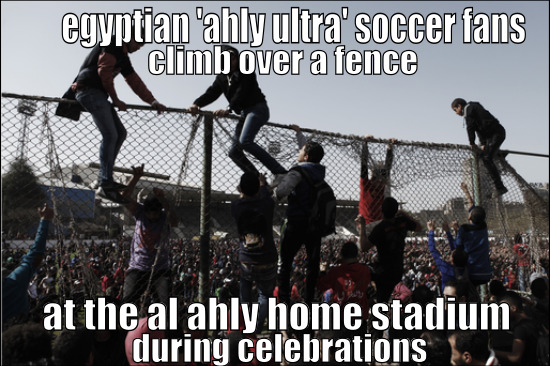 egyptian 'ahly ultra' soccer fans
climb over a fence
at the al ahly home stadium
during celebrations